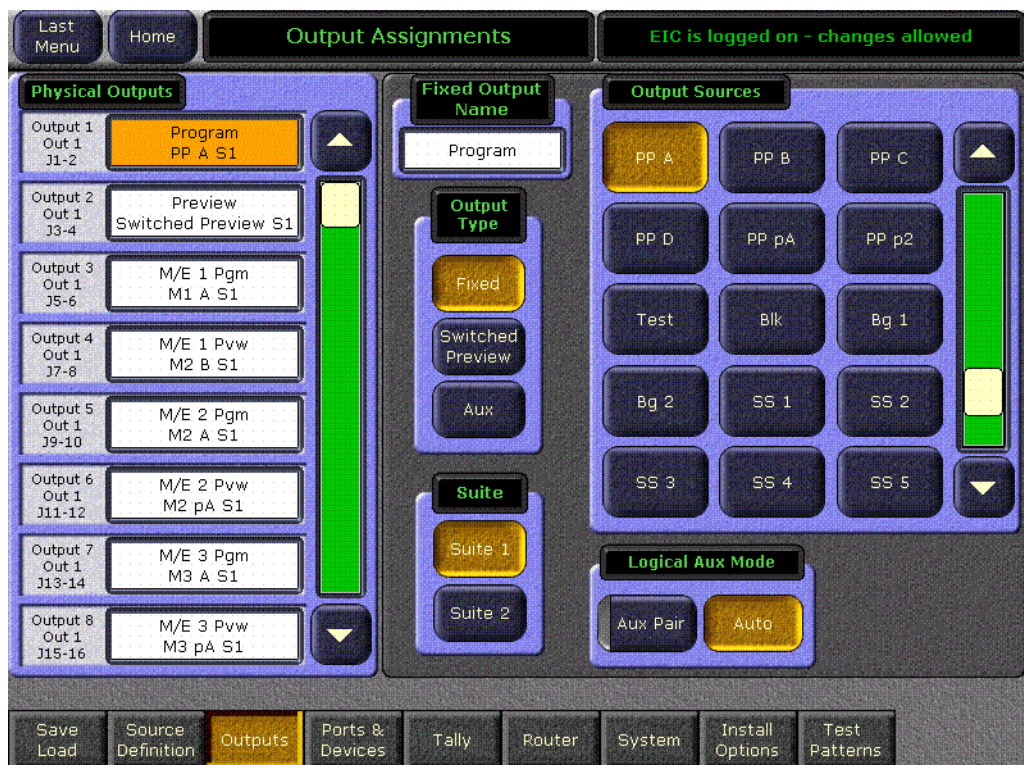 Last
Menu
Home
Output Assignments
EIC is logged on - changes allowed
Physical Outputs
Output 1
Out 1
J1-2
Program
PP A S1
Output 2
Out 1
J3-4
Preview
Switched Preview S1
Output 3
Out 1
J5-6
M/E 1 Pgm
M1 A S1
Output 4
Out 1
J7-8
M/E 1 Pvw
M2 B S1
Output 5
Out 1
J9-10
M/E 2 Pgm
M2 A S1
Output 6
Out 1
J11-12
M/E 2 Pvw
M2 pA S1
Output 7
Out 1
J13-14
M/E 3 Pgm
M3 A S1
Output 8
Out 1
J15-16
M/E 3 Pvw
M3 pA S1
Fixed Output
Name
Program
Output
Type
Fixed
Switched
Preview
Aux
Suite
Suite 1
Suite 2
Output Sources
PP A
PP B
PP C
PP D
PP pA
PP p2
Test
Blk
Bg 1
Bg 2
SS 1
SS 2
SS 3
SS 4
SS 5
Logical Aux Mode
Aux Pair
Auto
Save
Load
Source
Definition
Outputs
Ports &
Devices
Tally
Router
System
Install
Options
Test
Patterns